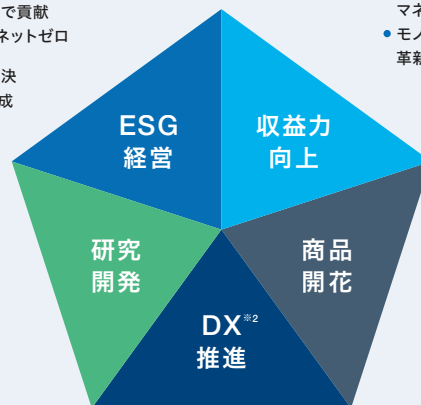 で貢献
ネットゼロ
決
成
マネ
● モノ
革新
ESG
経営
収益力
向上
研究
開発
商品
開花
DX※2
推進